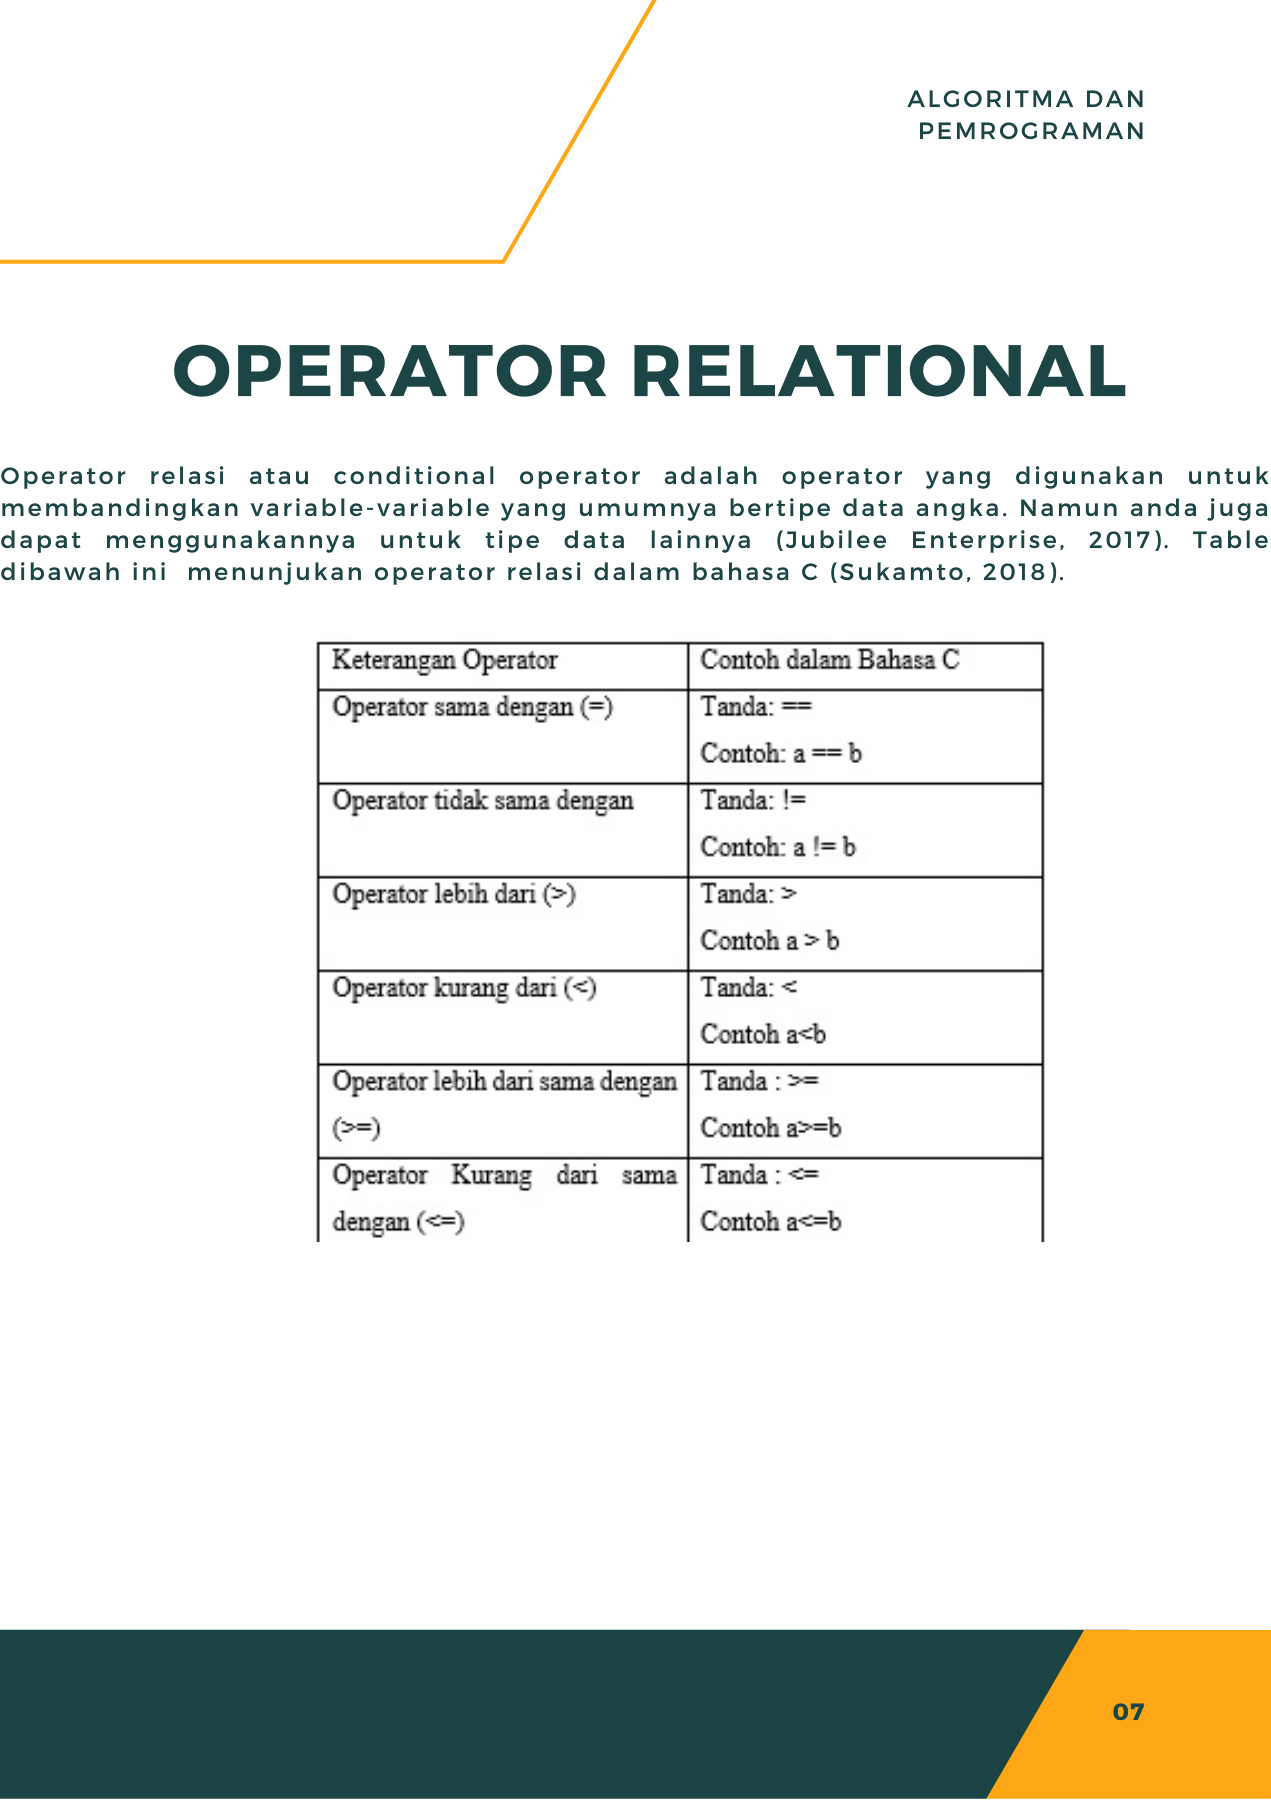 ALGORITMA DAN
PEMROGRAMAN
OPERATOR RELATIONAL
Operator relasi atau conditional operator adalah operator yang digunakan untuk
membandingkan variable-variable yang umumnya bertipe data angka. Namun anda juga
dapat menggunakannya untuk tipe data lainnya (Jubilee Enterprise, 2017). Table
dibawah ini menunjukan operator relasi dalam bahasa C (Sukamto, 2018).
Keterangan Operator
Contoh dalam Bahasa C
Operator sama dengan (=)
Tanda: ==
Contoh: a == b
Operator tidak sama dengan
Tanda: !=
Contoh: a != b
Operator lebih dari (>)
Tanda: >
Contoh a > b
Operator kurang dari (<)
Tanda: <
Contoh a<b
Operator lebih dari sama dengan
(>=)
Tanda : >=
Contoh a>=b
Operator Kurang dari sama
dengan (<=)
Tanda : <=
Contoh a<=b
07